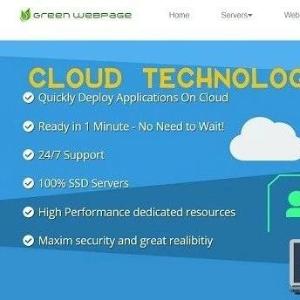 Green WebPage
Home
Servers
Web
CLOUD TECHNOLOG
Quickly Deploy Applications On Cloud
Ready in 1 Minute - No Need to Wait!
24/7 Support
100% SSD Servers
High Performance dedicated resources
Maxim security and great realibitiy